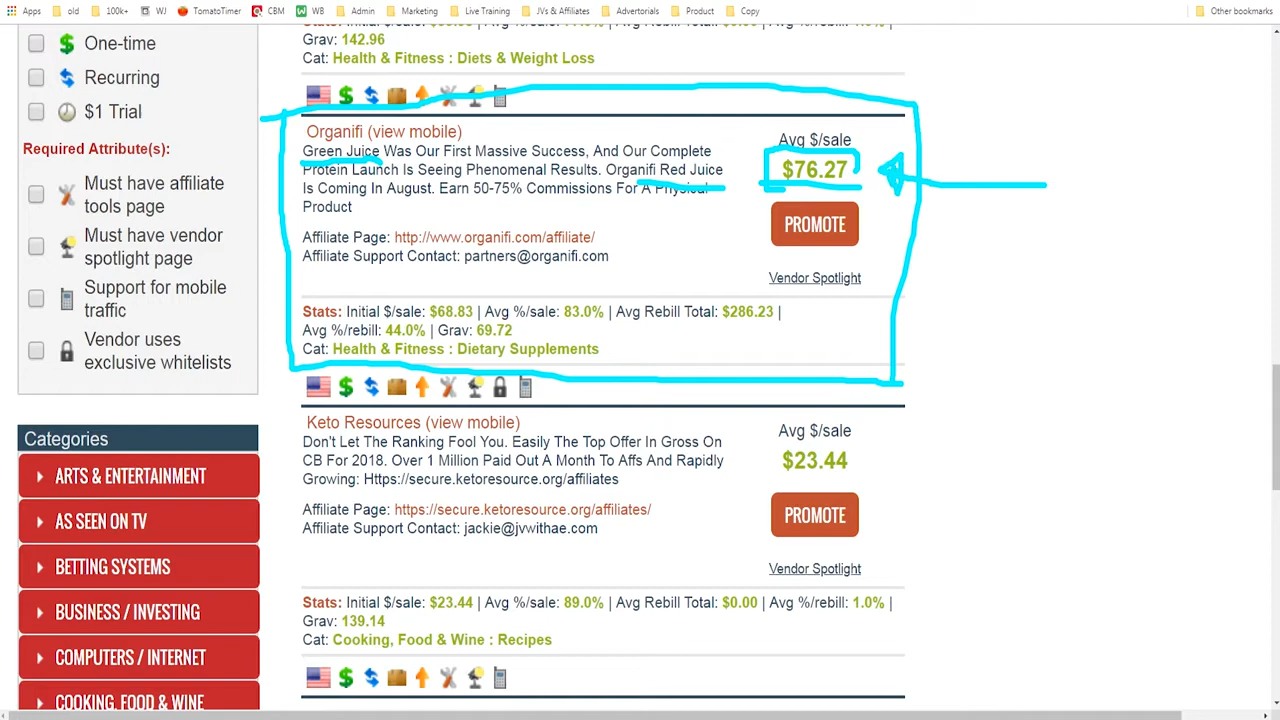 Apps old 100k+ WJ TomatoTimer CBM WB Admin Marketing Live Training JVs & Affiliates Advertorials Product Copy Other bookmarks
One-time
Recurring
$1 Trial
Required Attribute(s):
Must have affiliate
tools page
Must have vendor
spotlight page
Support for mobile
traffic
Vendor uses
exclusive whitelists
Categories
ARTS & ENTERTAINMENT
AS SEEN ON TV
BETTING SYSTEMS
BUSINESS / INVESTING
COMPUTERS / INTERNET
COOKING, FOOD & WINE
Grav: 142.96
Cat: Health & Fitness : Diets & Weight Loss
Organifi (view mobile)
Green Juice Was Our First Massive Success, And Our Complete
Protein Launch Is Seeing Phenomenal Results. Organifi Red Juice
Is Coming In August. Earn 50-75% Commissions For A Physical
Product
Affiliate Page: http://www.organifi.com/affiliate/
Affiliate Support Contact: partners@organifi.com
Avg $/sale
$76.27
PROMOTE
Vendor Spotlight
Stats: Initial $/sale: $68.83 | Avg %/sale: 83.0% | Avg Rebill Total: $286.23 |
Avg %/rebill: 44.0% | Grav: 69.72
Cat: Health & Fitness : Dietary Supplements
Keto Resources (view mobile)
Don't Let The Ranking Fool You. Easily The Top Offer In Gross On
CB For 2018. Over 1 Million Paid Out A Month To Affs And Rapidly
Growing: Https://secure.ketoresource.org/affiliates
Affiliate Page: https://secure.ketoresource.org/affiliates/
Affiliate Support Contact: jackie@jvwithae.com
Avg $/sale
$23.44
PROMOTE
Vendor Spotlight
Stats: Initial $/sale: $23.44 | Avg %/sale: 89.0% | Avg Rebill Total: $0.00 | Avg %/rebill: 1.0% |
Grav: 139.14
Cat: Cooking, Food & Wine : Recipes